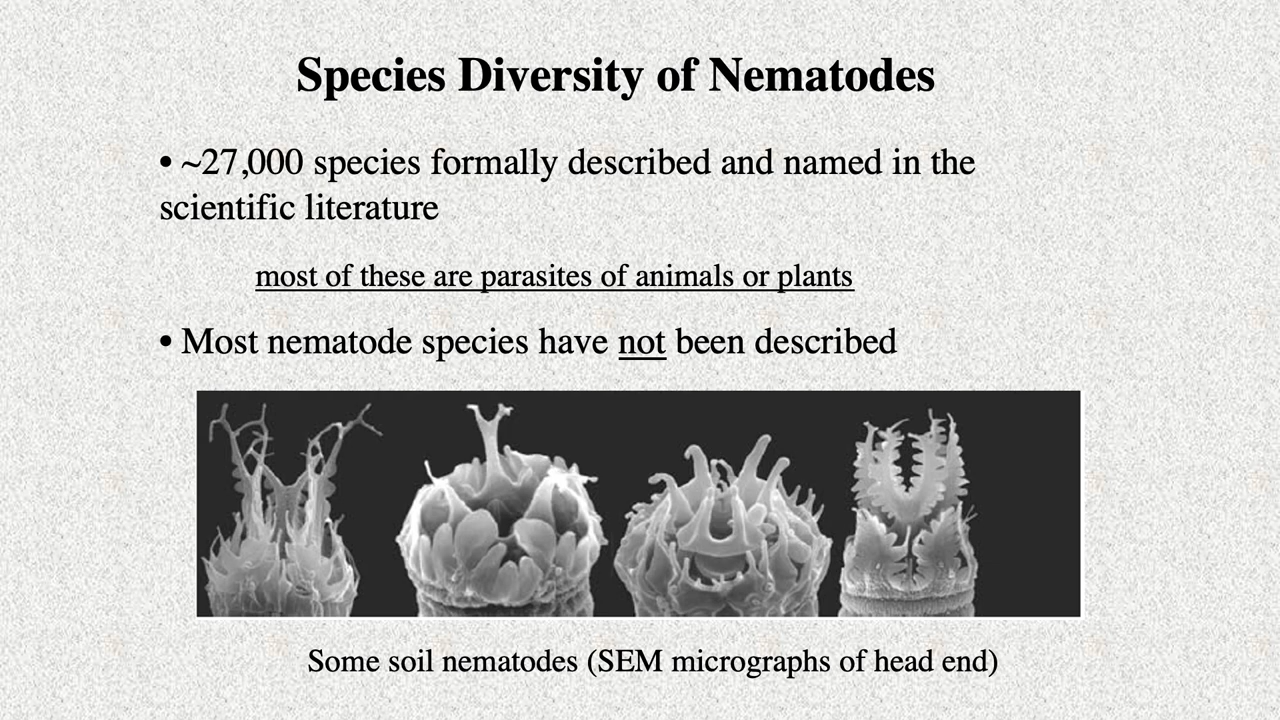 Species Diversity of Nematodes
• ~27,000 species formally described and named in the
scientific literature
most of these are parasites of animals or plants
• Most nematode species have not been described
Some soil nematodes (SEM micrographs of head end)